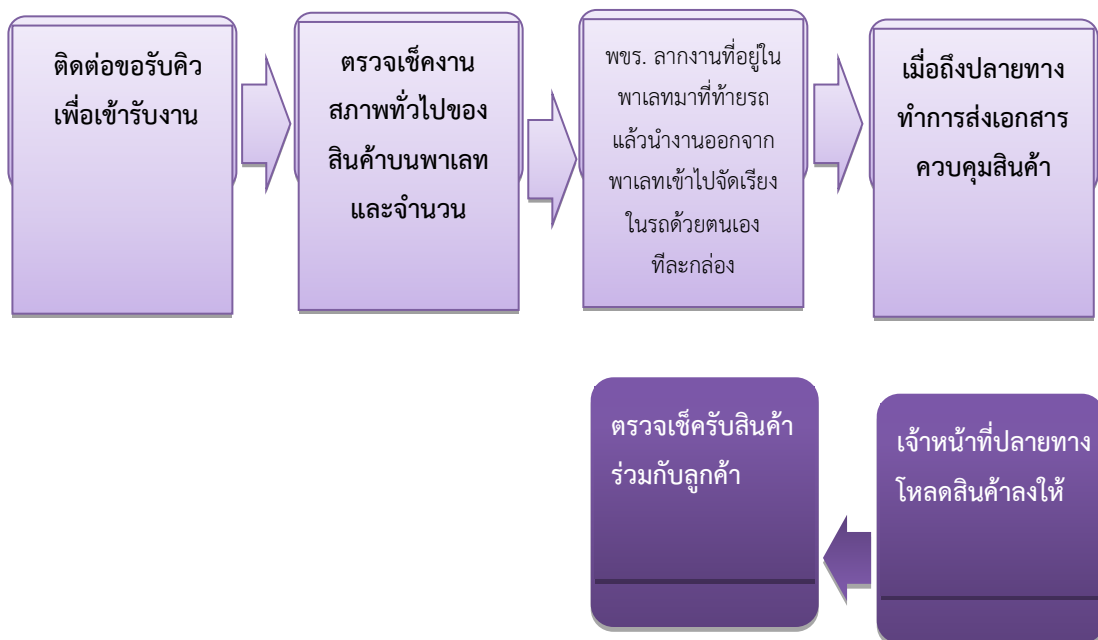 ติดต่อขอรับคิว
เพื่อเข้ารับงาน
ตรวจเช็คงาน
สภาพทั่วไปของ
สินค้าบนพาเลท
และจำนวน
พขร. ลากงานที่อยู่ใน
พาเลทมาที่ท้ายรถ
แล้วนำงานออกจาก
พาเลทเข้าไปจัดเรียง
ในรถด้วยตนเอง
ทีละกล่อง
เมื่อถึงปลายทาง
ทำการส่งเอกสาร
ควบคุมสินค้า
เจ้าหน้าที่ปลายทาง
โหลดสินค้าลงให้
ตรวจเช็ครับสินค้า
ร่วมกับลูกค้า